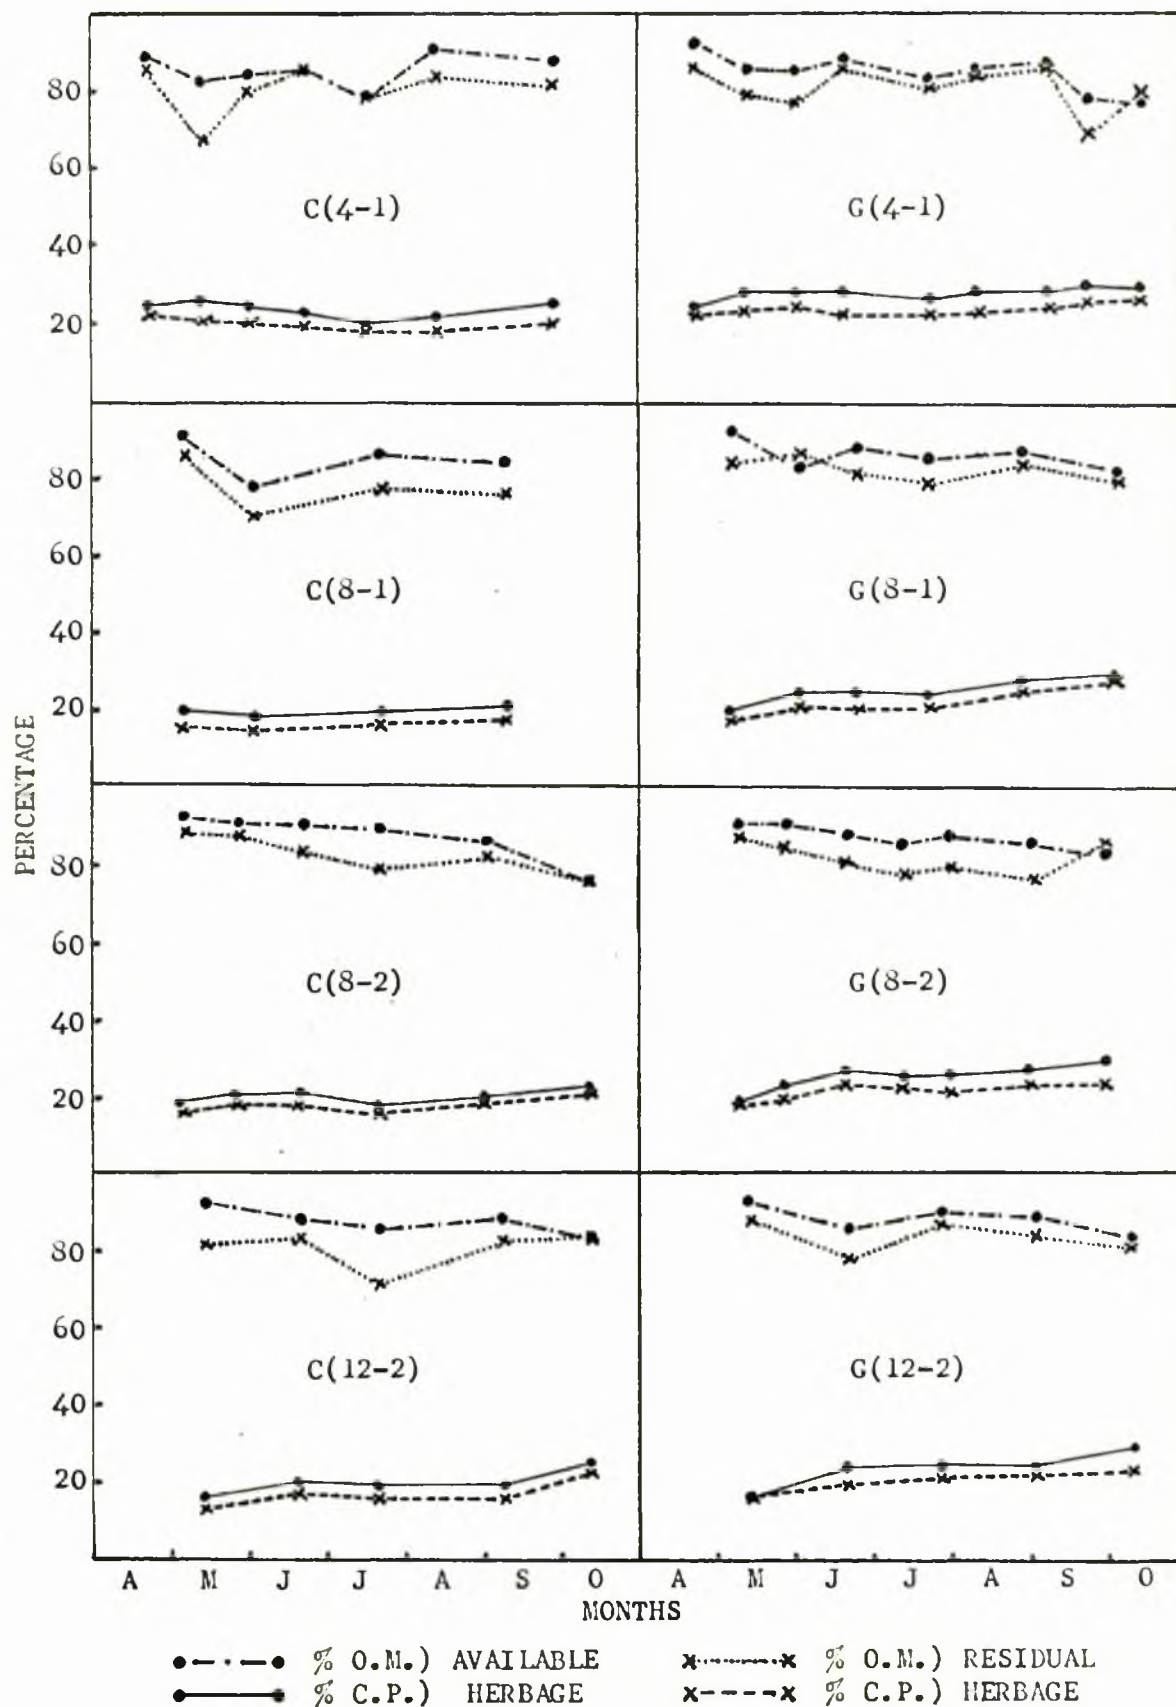 80
60
C(4-1) G(4-1)
40
20
80
60
C(8-1) G(8-1)
40
20
PERCENTAGE
80
60
C(8-2) G(8-2)
40
20
80
60
C(12-2) G(12-2)
40
20
A M J J A S O A M J J A S O
MONTHS
% O.M.) AVAILABLE % O.M.) RESIDUAL
% C.P.) HERBAGE % C.P.) HERBAGE